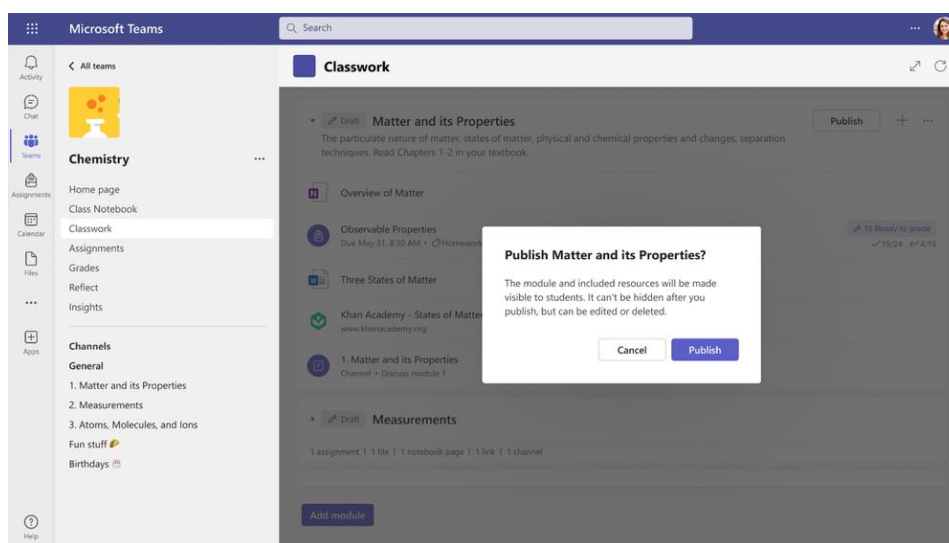 Microsoft Teams
Search
Activity
Chat
Teams
Assignments
Calendar
Files
Apps
Help
All teams
Chemistry
Home page
Class Notebook
Classwork
Assignments
Grades
Reflect
Insights
Channels
General
1. Matter and its Properties
2. Measurements
3. Atoms, Molecules, and Ions
Fun stuff
Birthdays
Classwork
Draft Matter and its Properties
Publish
The particulate nature of matter, states of matter, physical and chemical properties and changes, separation
techniques. Read Chapters 1-2 in your textbook.
Overview of Matter
Observable Properties
Due May 31, 8:30 AM • Homework
Ready to grade
Three States of Matter
Khan Academy - States of Matte
www.khanacademy.org
1. Matter and its Properties
Channel • Discuss module 1
Publish Matter and its Properties?
The module and included resources will be made
visible to students. It can't be hidden after you
publish, but can be edited or deleted.
Cancel
Publish
Draft Measurements
1 assignment | 1 file | 1 notebook page | 1 link | 1 channel
Add module